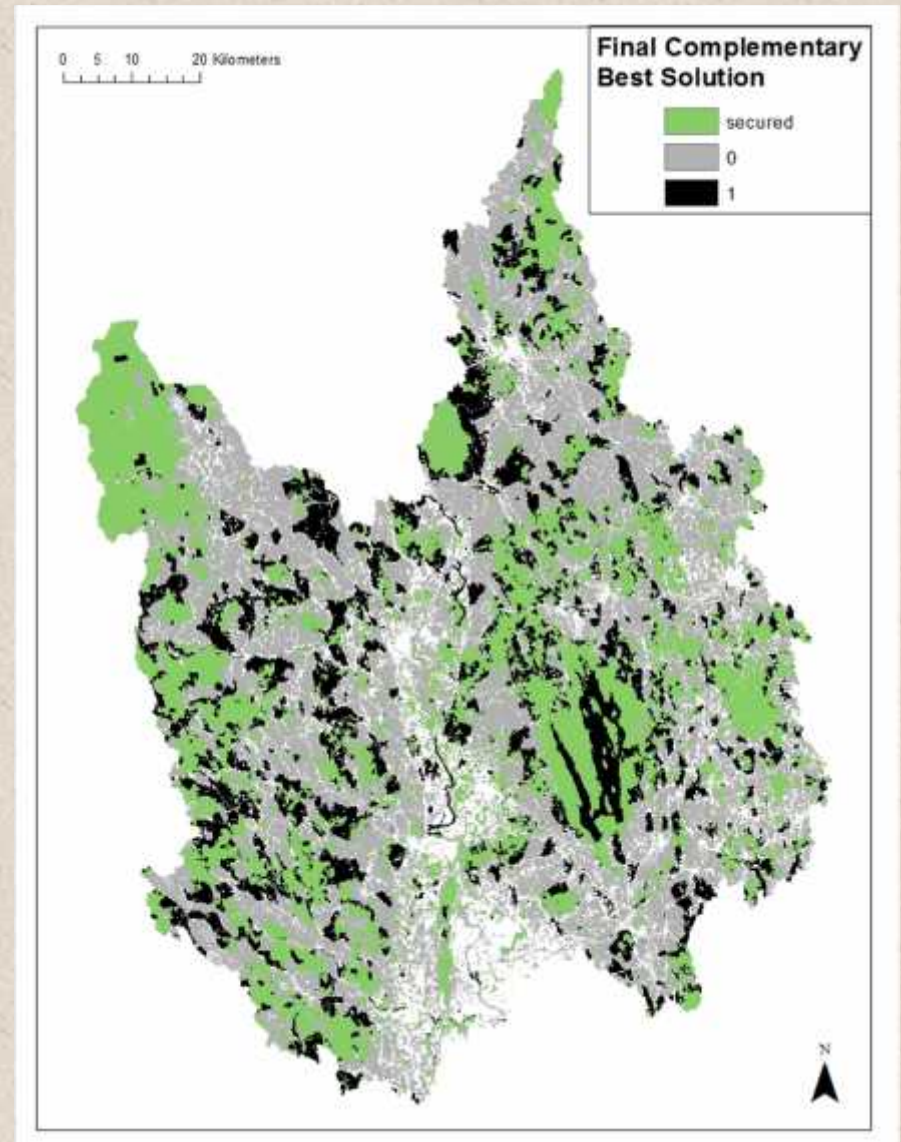 0 5 10 20 Kilometers
Final Complementary
Best Solution
secured
0
1
N